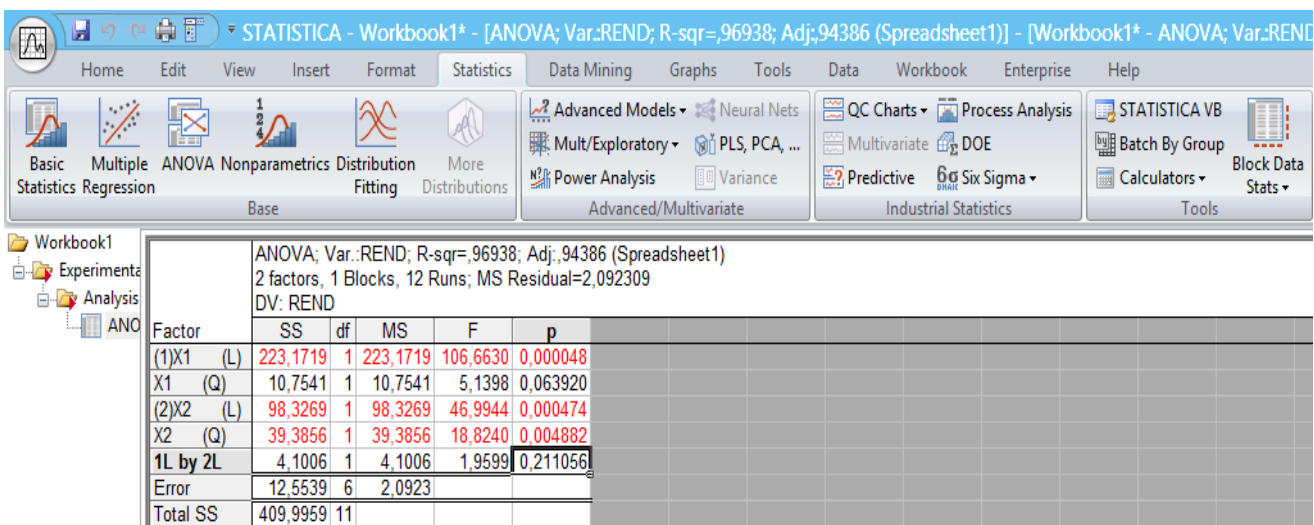 STATISTICA - Workbook1* - [ANOVA; Var.:REND; R-sqr=,96938; Adj:,94386 (Spreadsheet1)] - [Workbook1* - ANOVA; Var.:REND
Home Edit View Insert Format Statistics Data Mining Graphs Tools Data Workbook Enterprise Help
Basic Statistics
Multiple Regression
ANOVA
Nonparametrics
Distribution Fitting
More Distributions
Base
Advanced Models Neural Nets
Mult/Exploratory PLS, PCA, ...
Power Analysis Variance
Advanced/Multivariate
QC Charts Process Analysis
Multivariate DOE
Predictive 6σ Six Sigma
DMAIC
Industrial Statistics
STATISTICA VB
Batch By Group
Calculators
Block Data Stats
Tools
Workbook1
Experimenta
Analysis
ANO
ANOVA; Var.:REND; R-sqr=,96938; Adj:,94386 (Spreadsheet1)
2 factors, 1 Blocks, 12 Runs; MS Residual=2,092309
DV: REND
Factor SS df MS F p
(1)X1 (L) 223,1719 1 223,1719 106,6630 0,000048
X1 (Q) 10,7541 1 10,7541 5,1398 0,063920
(2)X2 (L) 98,3269 1 98,3269 46,9944 0,000474
X2 (Q) 39,3856 1 39,3856 18,8240 0,004882
1L by 2L 4,1006 1 4,1006 1,9599 0,211056
Error 12,5539 6 2,0923
Total SS 409,9959 11